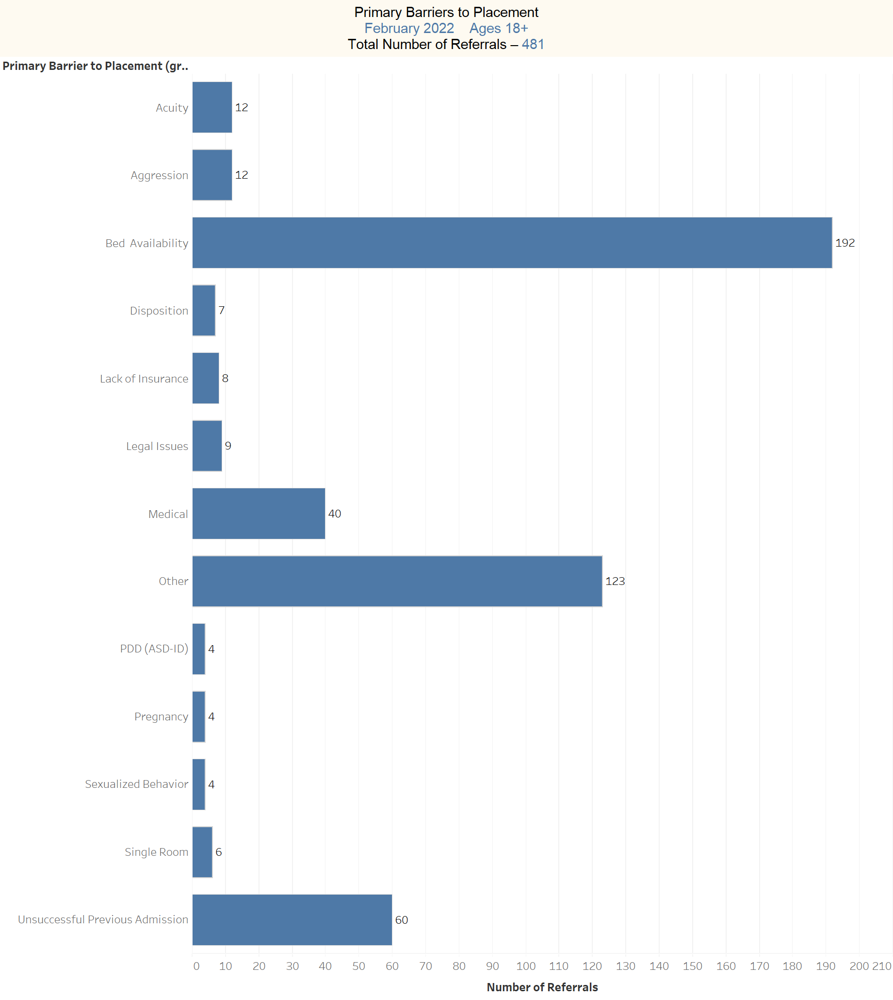 Primary Barriers to Placement
February 2022 Ages 18+
Total Number of Referrals – 481
Primary Barrier to Placement (gr..
Acuity 12
Aggression 12
Bed Availability 192
Disposition 7
Lack of Insurance 8
Legal Issues 9
Medical 40
Other 123
PDD (ASD-ID) 4
Pregnancy 4
Sexualized Behavior 4
Single Room 6
Unsuccessful Previous Admission 60
0 10 20 30 40 50 60 70 80 90 100 110 120 130 140 150 160 170 180 190 200 210
Number of Referrals